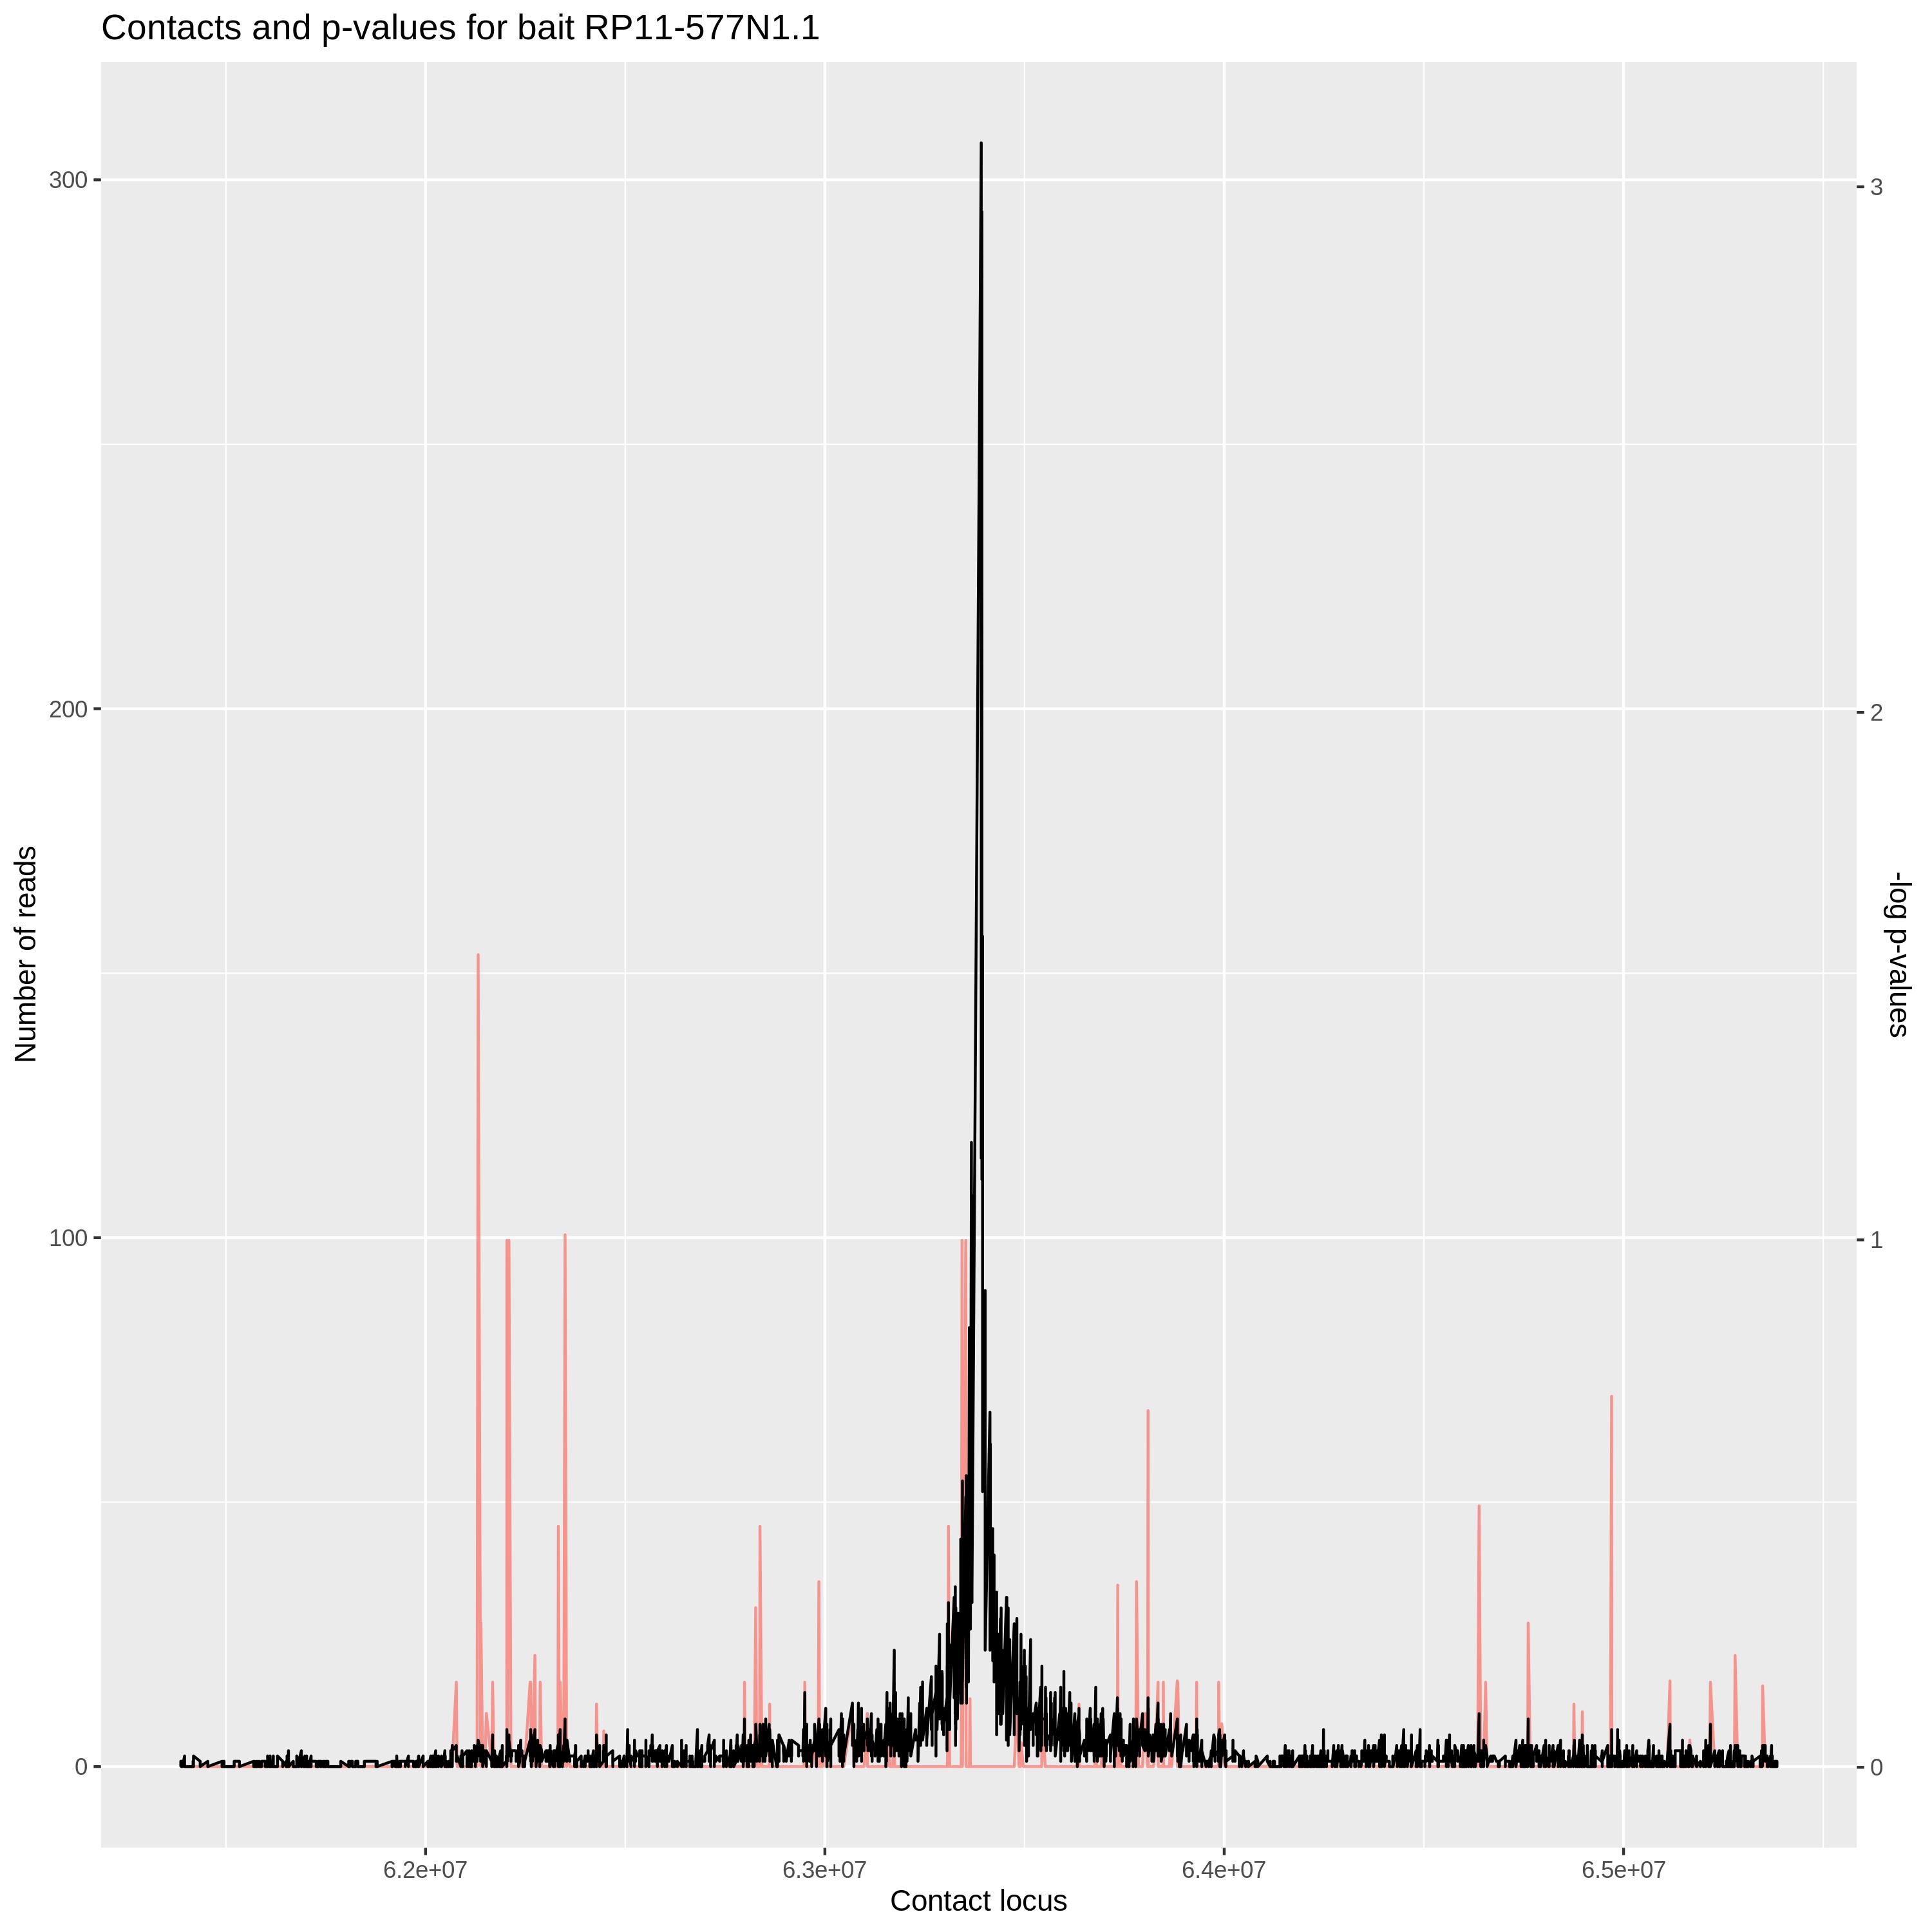 Contacts and p-values for bait RP11-577N1.1
300
200
100
0
Number of reads
3
2
1
0
-log p-values
6.2e+07 6.3e+07 6.4e+07 6.5e+07
Contact locus